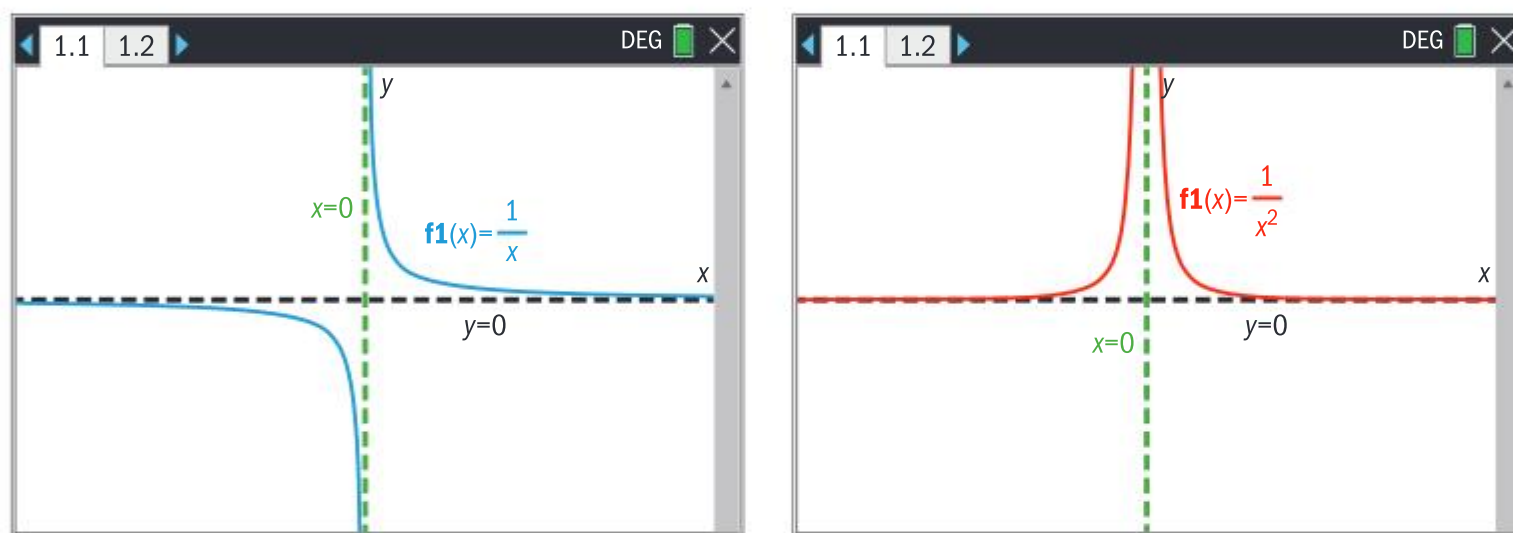 1.1 1.2 DEG
y
x=0
f1(x)=1/x
x
y=0
1.1 1.2 DEG
y
f1(x)=1/x²
x
x=0
y=0